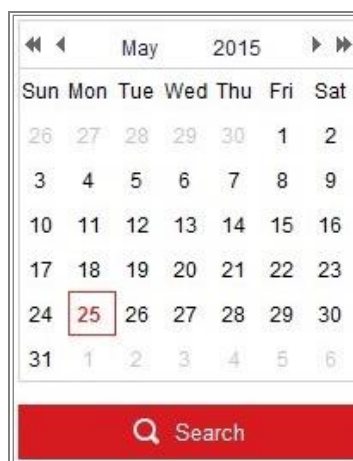 May 2015
Sun Mon Tue Wed Thu Fri Sat
26 27 28 29 30 1 2
3 4 5 6 7 8 9
10 11 12 13 14 15 16
17 18 19 20 21 22 23
24 25 26 27 28 29 30
31 1 2 3 4 5 6
Search